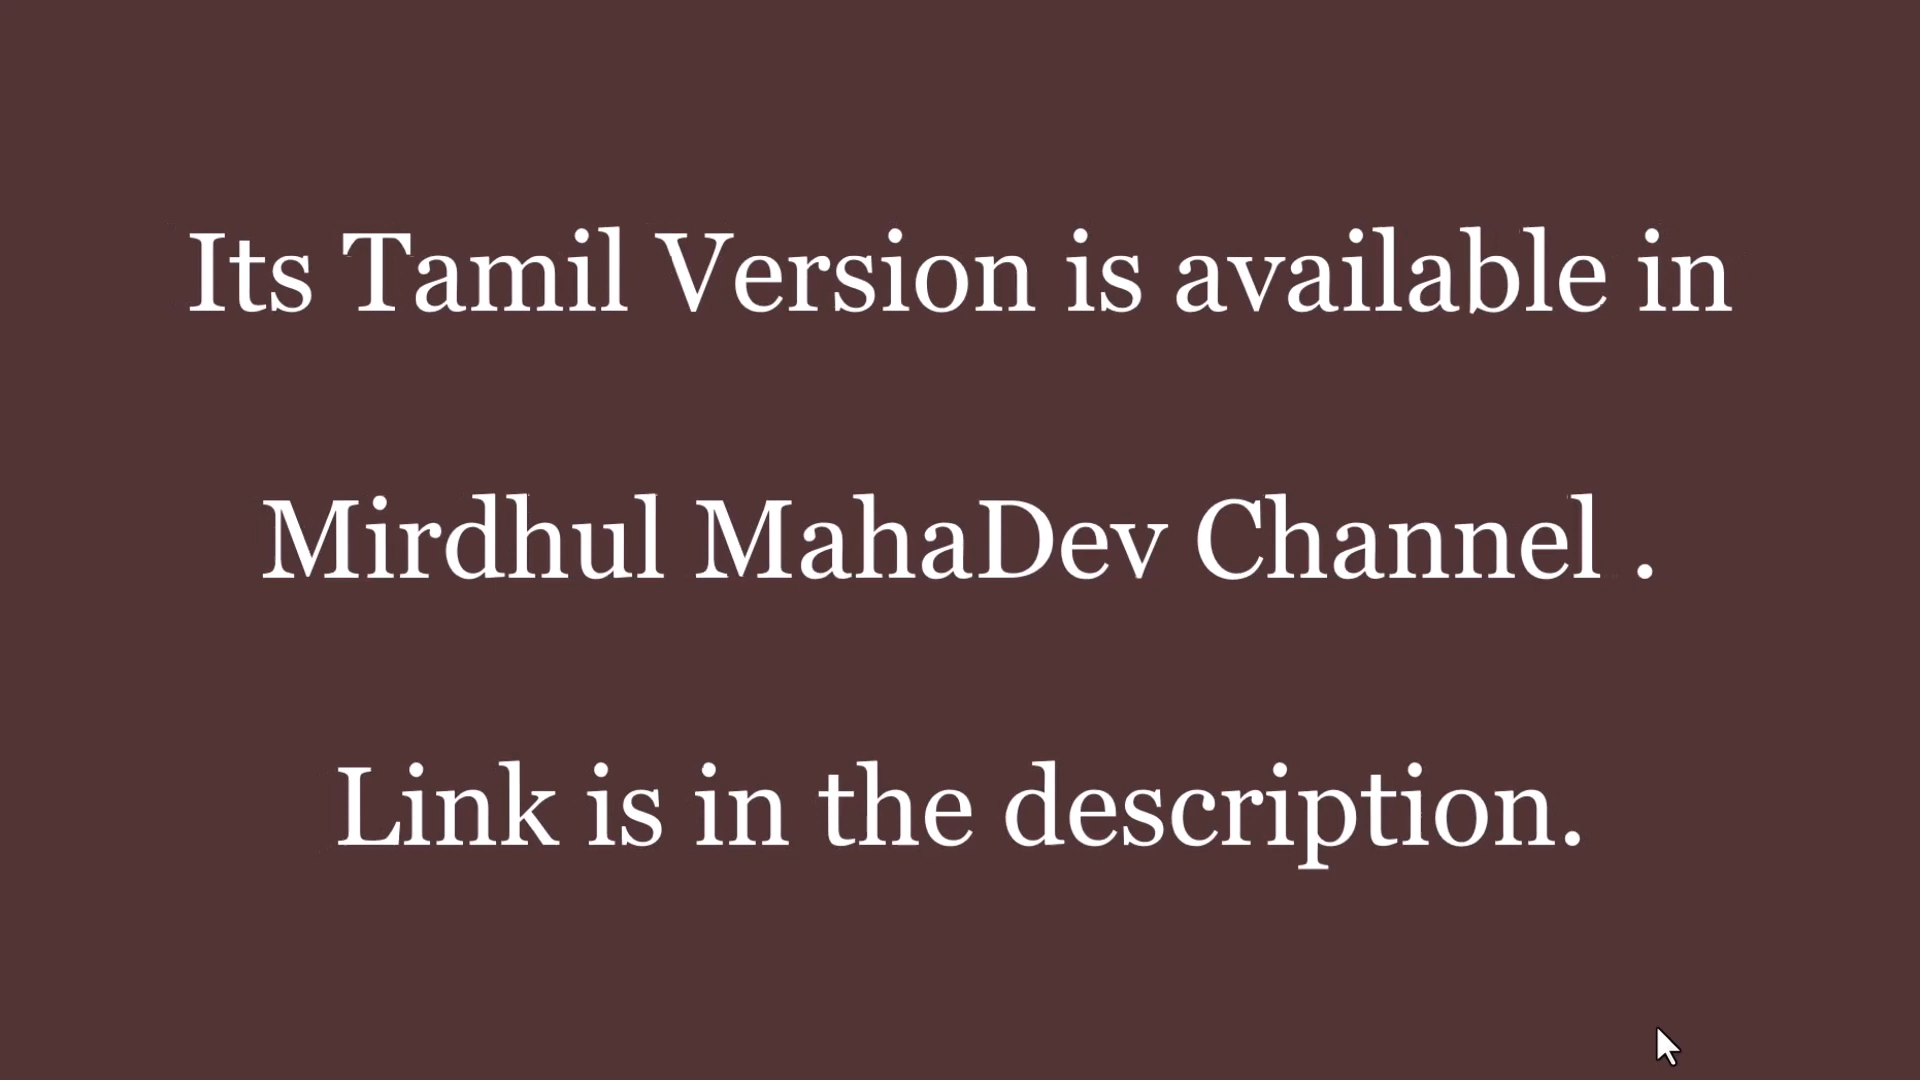 Its Tamil Version is available in
Mirdhul MahaDev Channel .
Link is in the description.